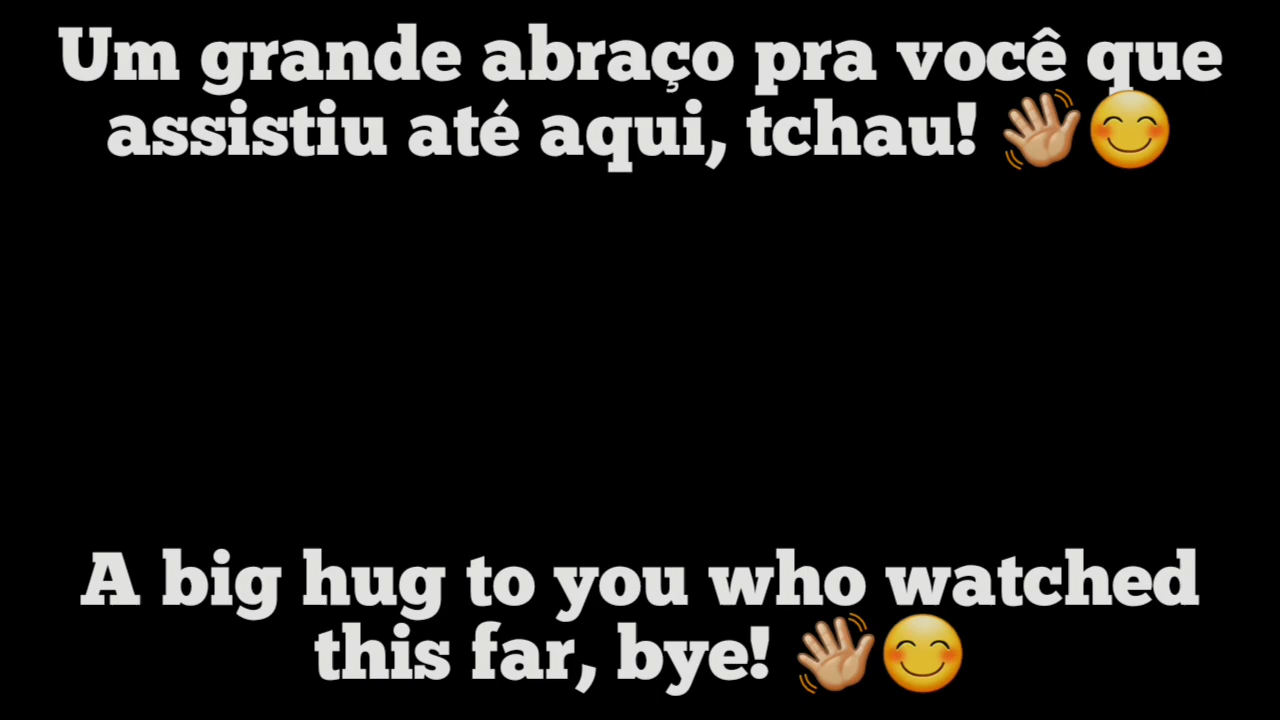 Um grande abraço pra você que
assistiu até aqui, tchau! 👋🏼😊
A big hug to you who watched
this far, bye! 👋🏼😊